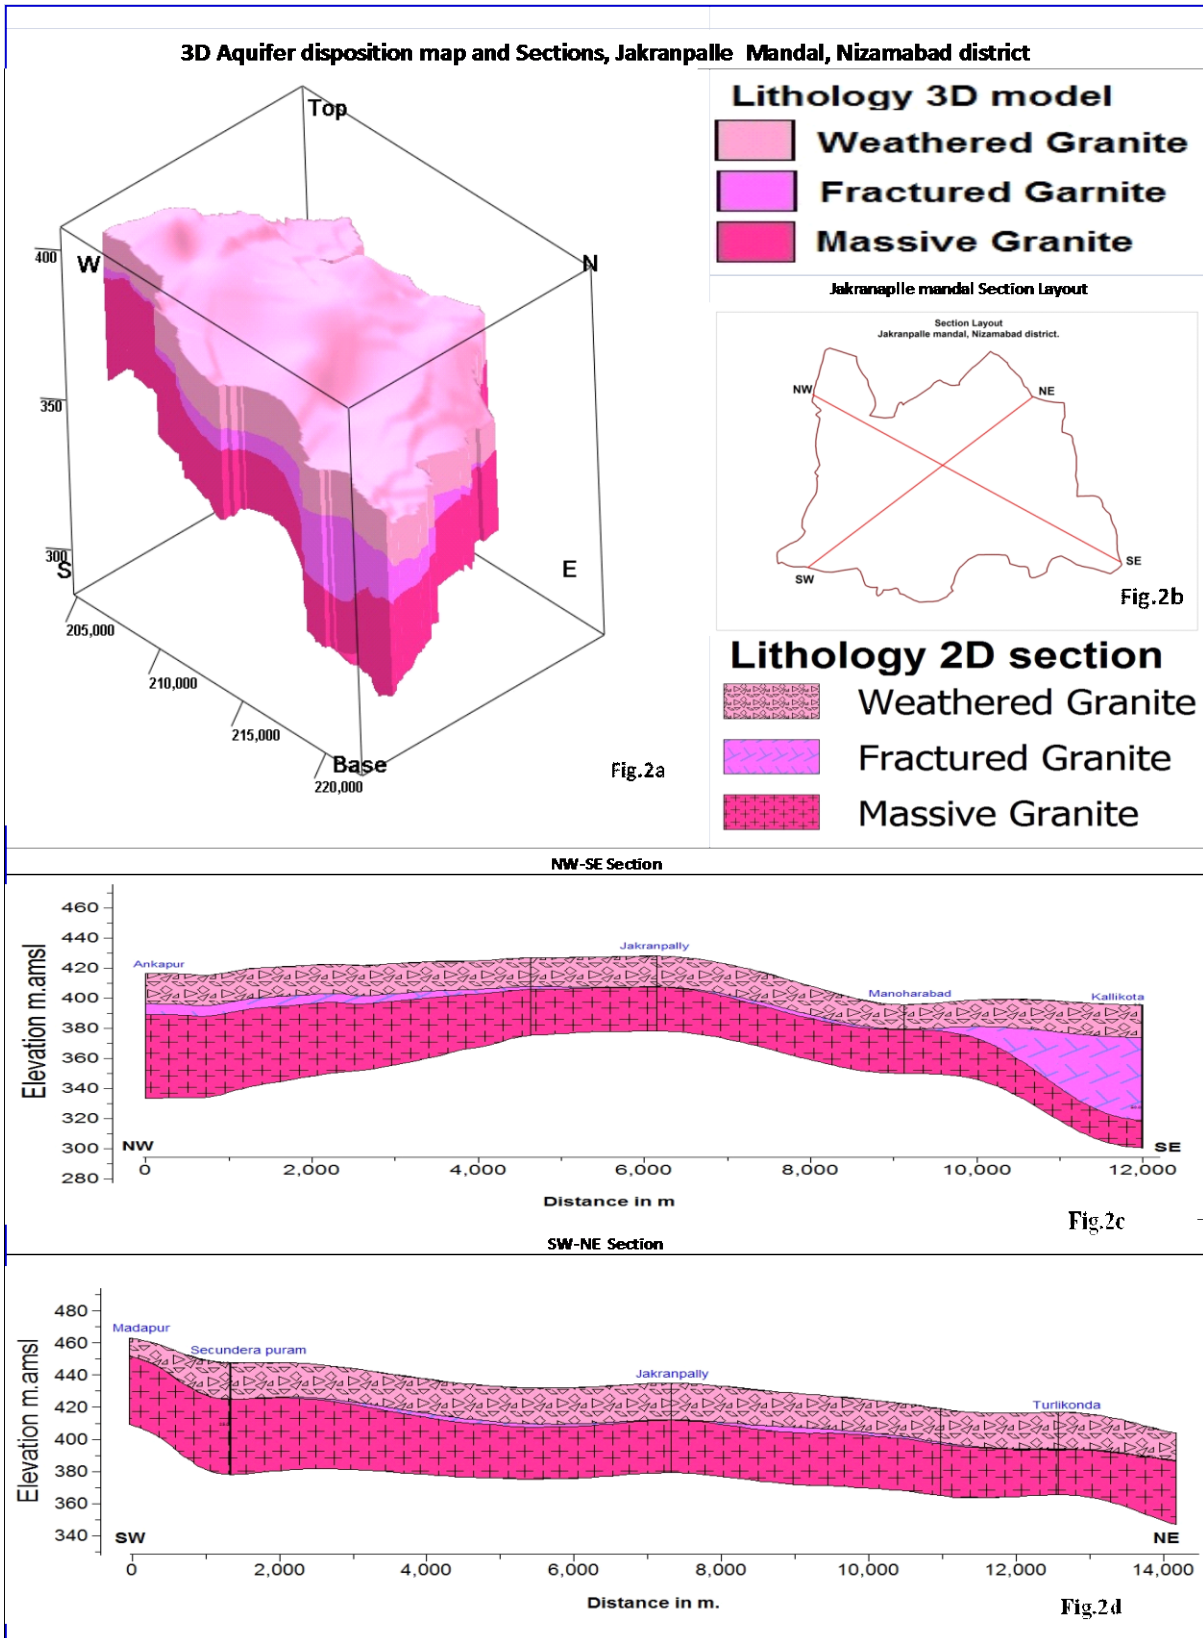 3D Aquifer disposition map and Sections, Jakranpalle Mandal, Nizamabad district
Top
W
N
S
E
Base
400
350
300
205,000
210,000
215,000
220,000
Fig.2a
Lithology 3D model
Weathered Granite
Fractured Garnite
Massive Granite
Jakranaplle mandal Section Layout
Section Layout
Jakranpalle mandal, Nizamabad district.
NW
NE
SW
SE
Fig.2b
Lithology 2D section
Weathered Granite
Fractured Granite
Massive Granite
NW-SE Section
Elevation m.amsl
460
440
420
400
380
360
340
320
300
280
Ankapur
Jakranpally
Manoharabad
Kallikota
NW
SE
0
2,000
4,000
6,000
8,000
10,000
12,000
Distance in m
Fig.2c
SW-NE Section
Elevation m.amsl
480
460
440
420
400
380
360
340
Madapur
Secundera puram
Jakranpally
Turlikonda
SW
NE
0
2,000
4,000
6,000
8,000
10,000
12,000
14,000
Distance in m.
Fig.2d